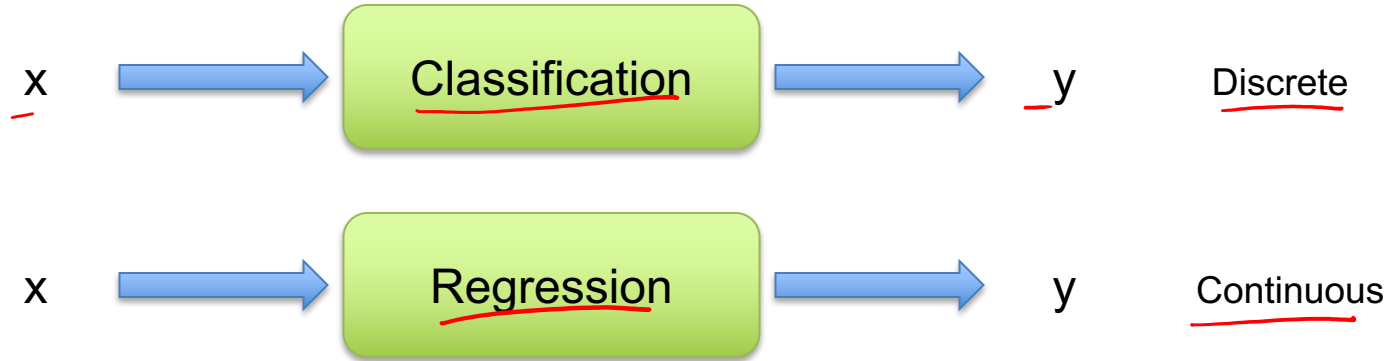 x Classification y Discrete
x Regression y Continuous